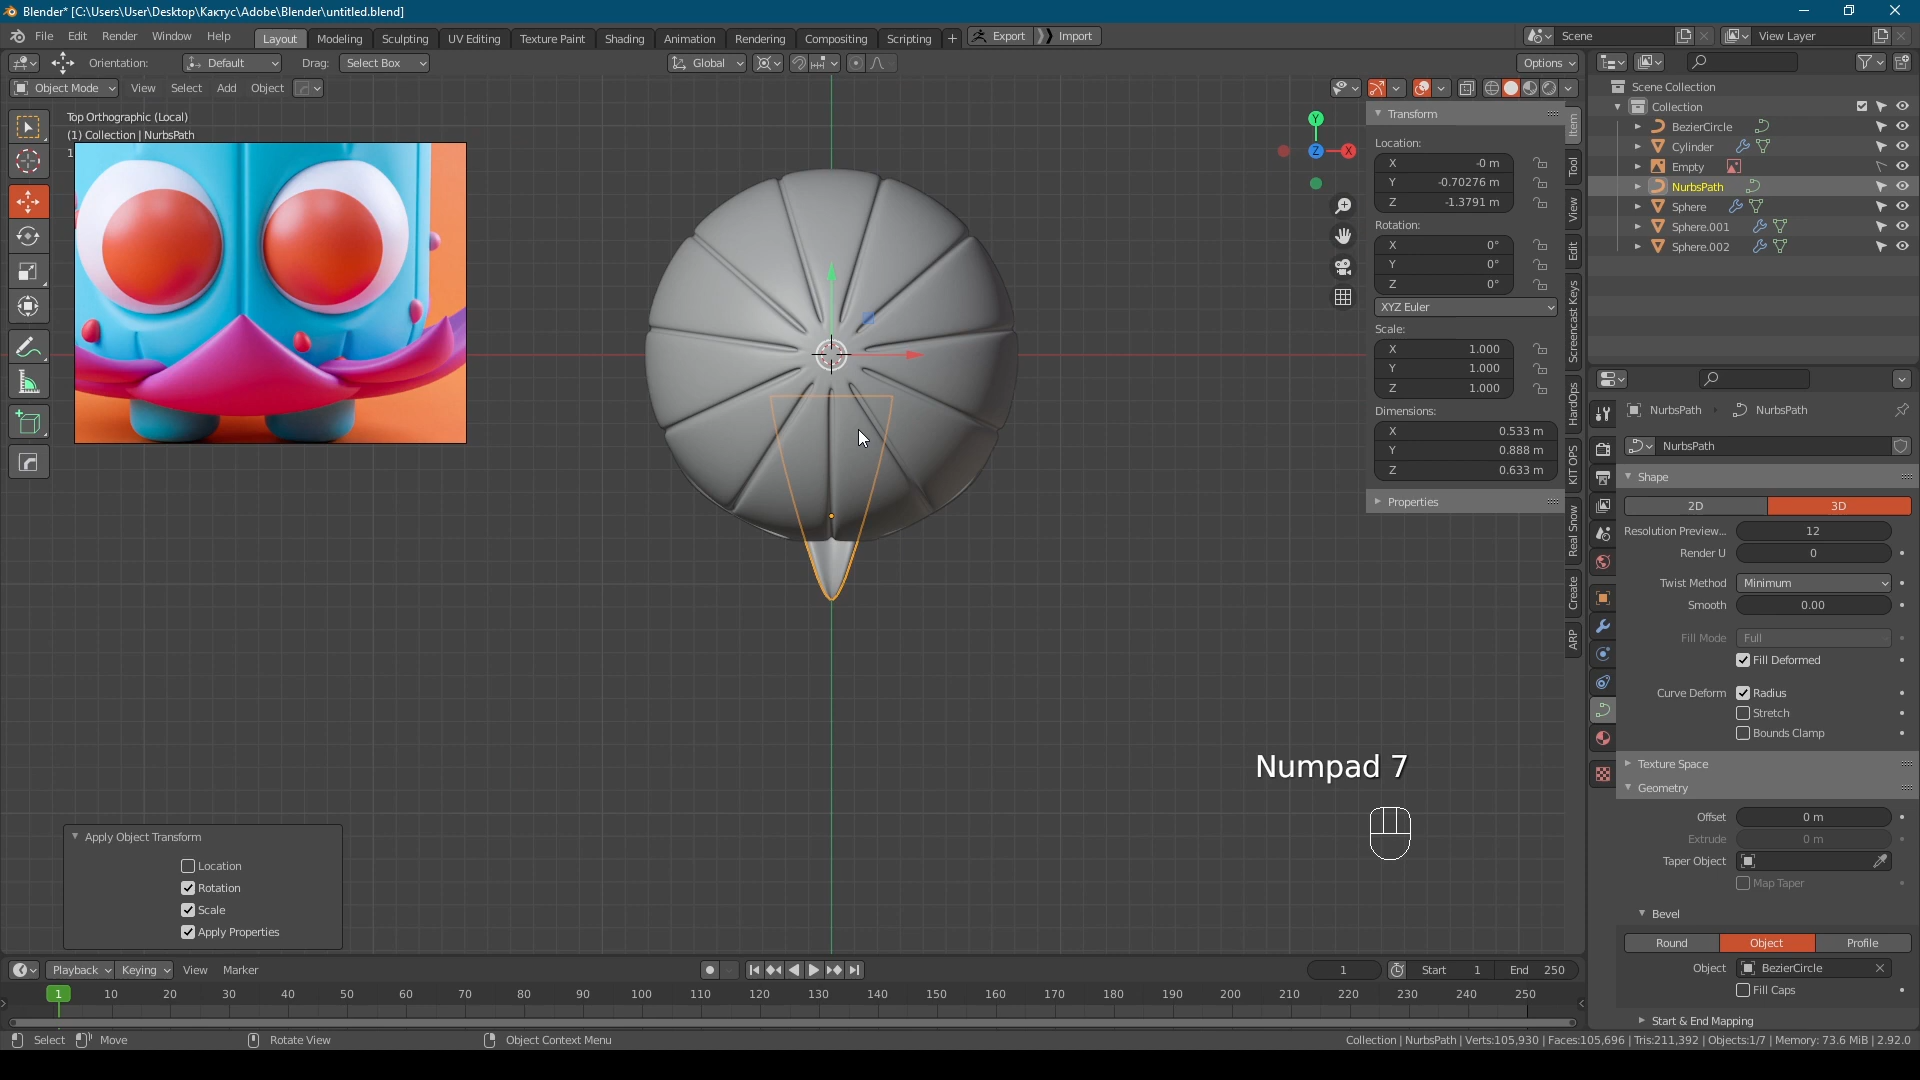 Blender* [C:\Users\User\Desktop\Кактус\Adobe\Blender\untitled.blend]
File Edit Render Window Help Layout Modeling Sculpting UV Editing Texture Paint Shading Animation Rendering Compositing Scripting + Export Import Scene View Layer
Orientation: Default Drag: Select Box Global Options
Object Mode View Select Add Object
Top Orthographic (Local)
(1) Collection | NurbsPath
1
Y
Z
X
Transform
Location:
X -0 m
Y -0.70276 m
Z -1.3791 m
Rotation:
X 0°
Y 0°
Z 0°
XYZ Euler
Scale:
X 1.000
Y 1.000
Z 1.000
Dimensions:
X 0.533 m
Y 0.888 m
Z 0.633 m
Properties
Item
Tool
View
Edit
Screencast Keys
HardOps
KIT OPS
Real Snow
Create
ARP
Scene Collection
Collection
BezierCircle
Cylinder
Empty
NurbsPath
Sphere
Sphere.001
Sphere.002
NurbsPath NurbsPath
NurbsPath
Shape
2D 3D
Resolution Preview... 12
Render U 0
Twist Method Minimum
Smooth 0.00
Fill Mode Full
Fill Deformed
Curve Deform Radius
Stretch
Bounds Clamp
Texture Space
Geometry
Offset 0 m
Extrude 0 m
Taper Object
Map Taper
Bevel
Round Object Profile
Object BezierCircle
Fill Caps
Start & End Mapping
Numpad 7
Apply Object Transform
Location
Rotation
Scale
Apply Properties
Playback Keying View Marker 1 Start 1 End 250
1 10 20 30 40 50 60 70 80 90 100 110 120 130 140 150 160 170 180 190 200 210 220 230 240 250
Select Move Rotate View Object Context Menu Collection | NurbsPath | Verts:105,930 | Faces:105,696 | Tris:211,392 | Objects:1/7 | Memory: 73.6 MiB | 2.92.0